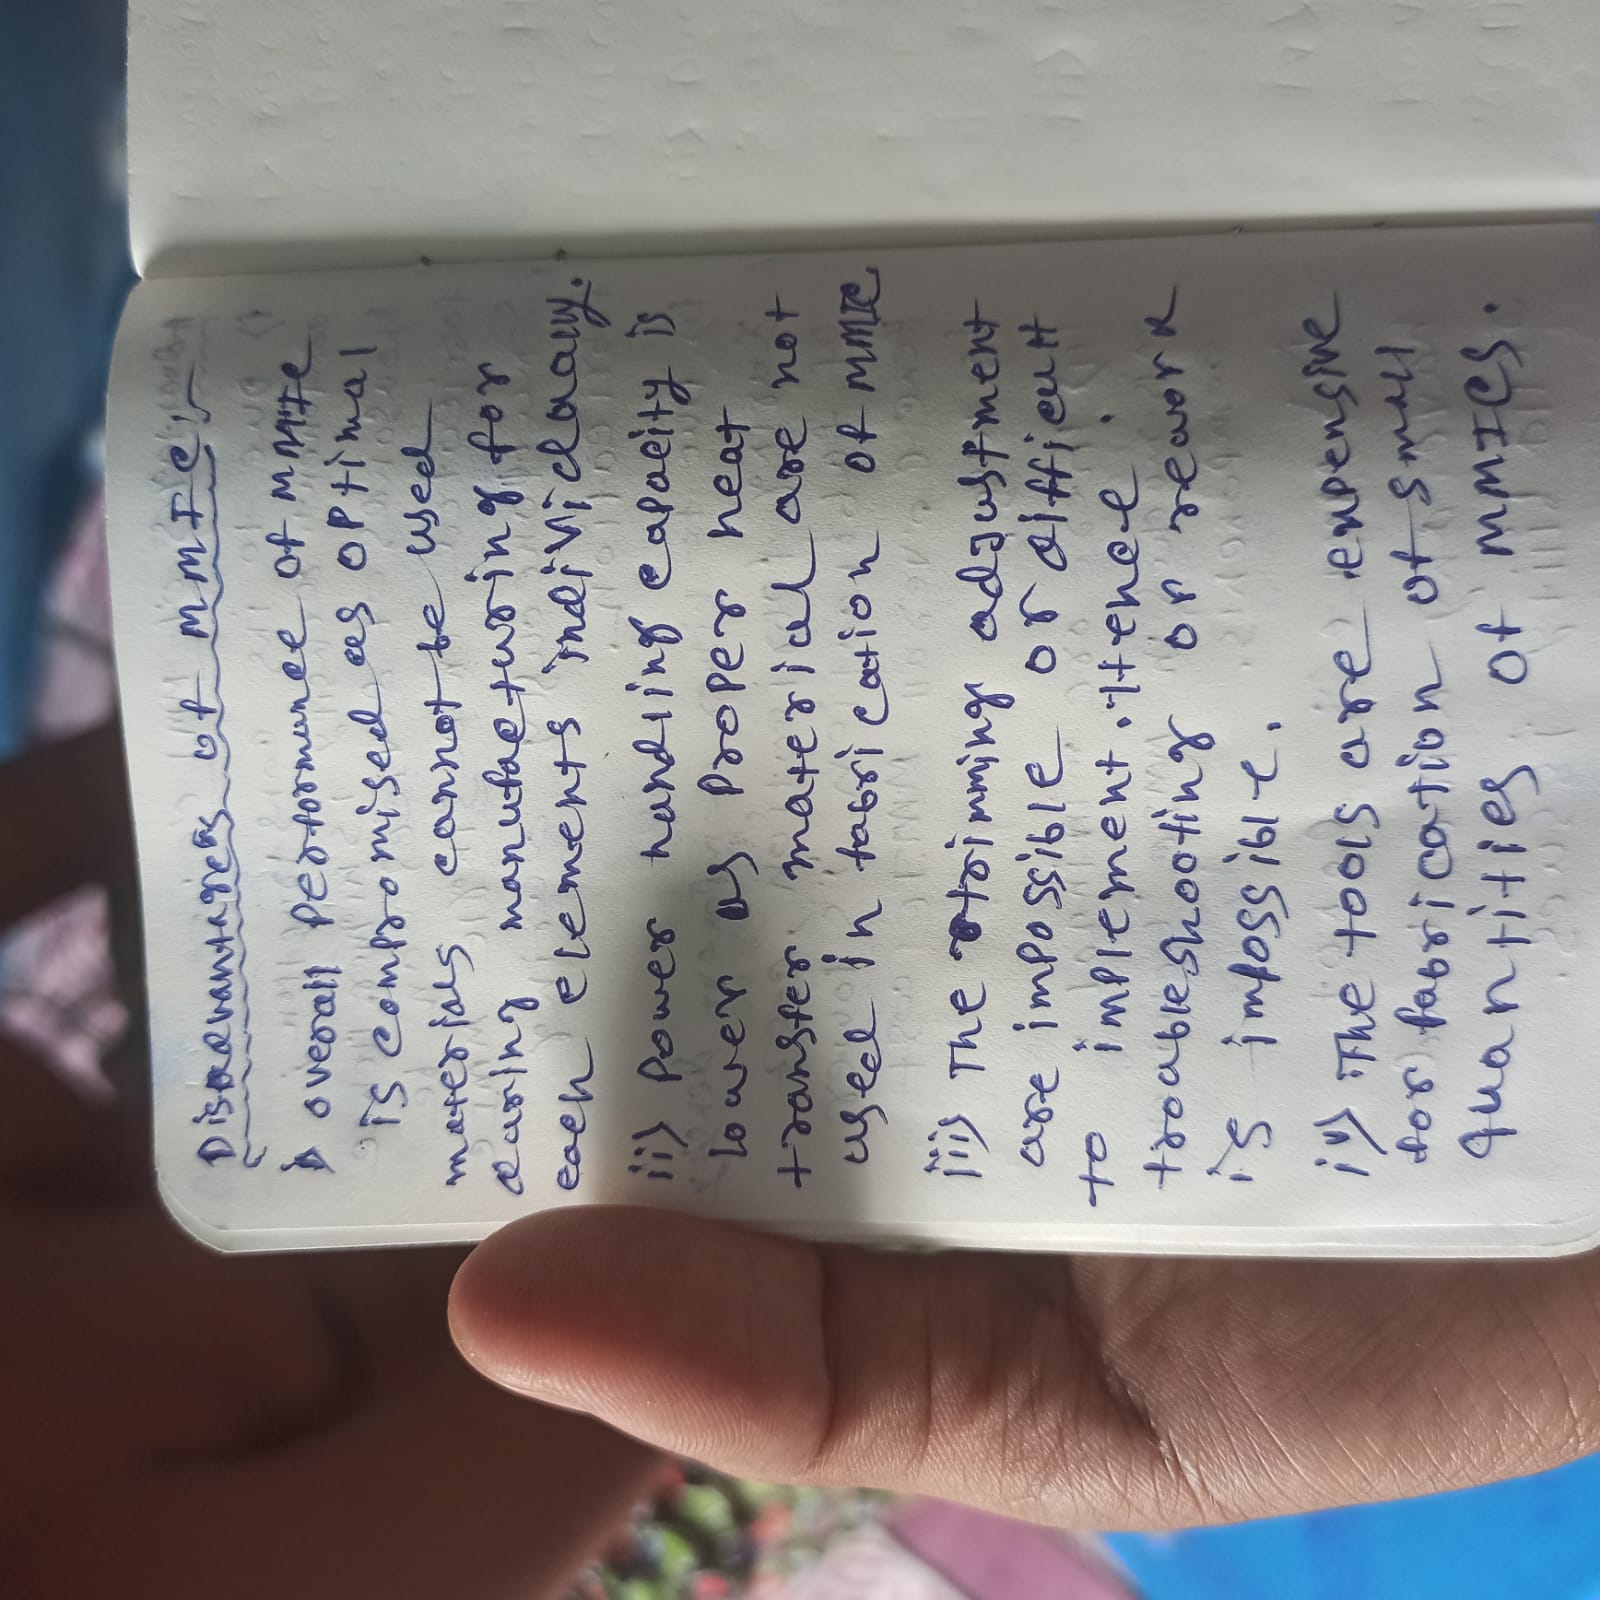 Disadvantages of MMIC:-
i) overall performance of MMIC
is compromised as optimal
materials cannot be used
during manufacturing for
each elements individually.
ii) Power handling capacity is
lower as proper heat
transfer material are not
used in fabrication of MMIC
iii) The trimming adjustment
are impossible or difficult
to implement. Hence
troubleshooting or rework
is impossible.
iv) The tools are expensive
for fabrication of small
quantities of MMICs.